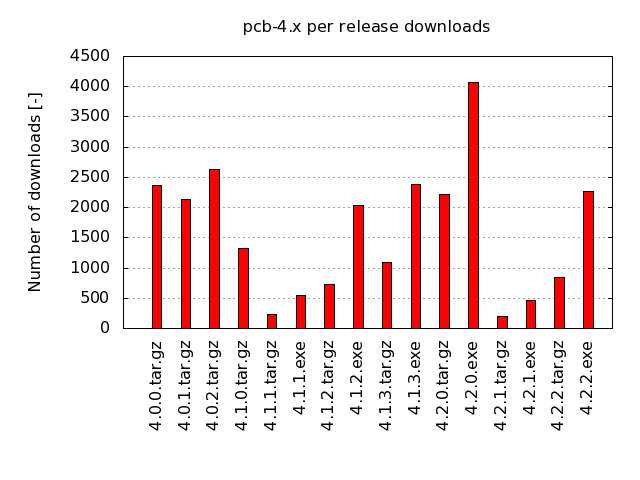 pcb-4.x per release downloads
Number of downloads [-]
4500
4000
3500
3000
2500
2000
1500
1000
500
0
4.0.0.tar.gz
4.0.1.tar.gz
4.0.2.tar.gz
4.1.0.tar.gz
4.1.1.tar.gz
4.1.1.exe
4.1.2.tar.gz
4.1.2.exe
4.1.3.tar.gz
4.1.3.exe
4.2.0.tar.gz
4.2.0.exe
4.2.1.tar.gz
4.2.1.exe
4.2.2.tar.gz
4.2.2.exe